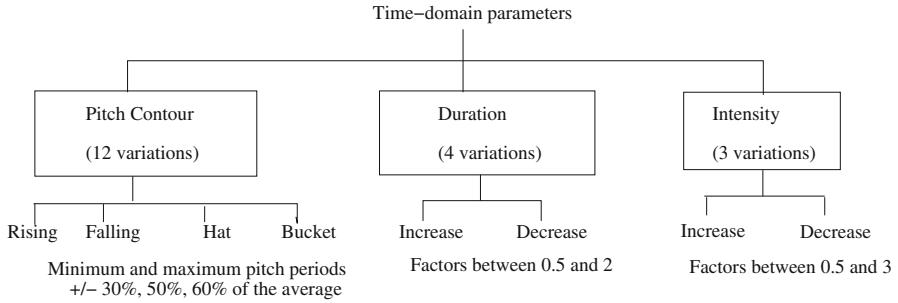 Time−domain parameters
Pitch Contour
(12 variations)
Duration
(4 variations)
Intensity
(3 variations)
Rising
Falling
Hat
Bucket
Increase
Decrease
Increase
Decrease
Minimum and maximum pitch periods
+/− 30%, 50%, 60% of the average
Factors between 0.5 and 2
Factors between 0.5 and 3